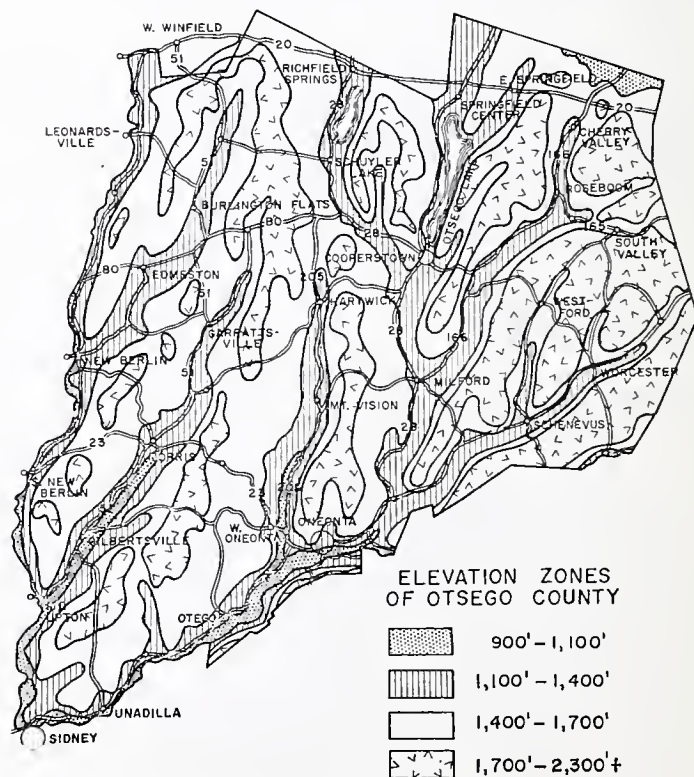 W. WINFIELD
20
51
RICHFIELD
SPRINGS
28
E. SPRINGFIELD
SPRINGFIELD
CENTER
20
LEONARDS-
VILLE
CHERRY
VALLEY
166
SCHUYLER
LAKE
51
ROSEBOOM
OTSEGO LAKE
BURLINGTON FLATS
80
28
165
SOUTH
VALLEY
COOPERSTOWN
80
EDMESTON
205
51
HARTWICK
WEST-
FORD
GARRATTS-
VILLE
28
166
NEW BERLIN
WORCESTER
51
MILFORD
MT. VISION
SCHENEVUS
28
23
MORRIS
S. NEW
BERLIN
23
205
GILBERTSVILLE
W.
ONEONTA
ONEONTA
OTEGO
UNADILLA
SIDNEY
ELEVATION ZONES
OF OTSEGO COUNTY
900'-1,100'
1,100'-1,400'
1,400'-1,700'
1,700'-2,300'+